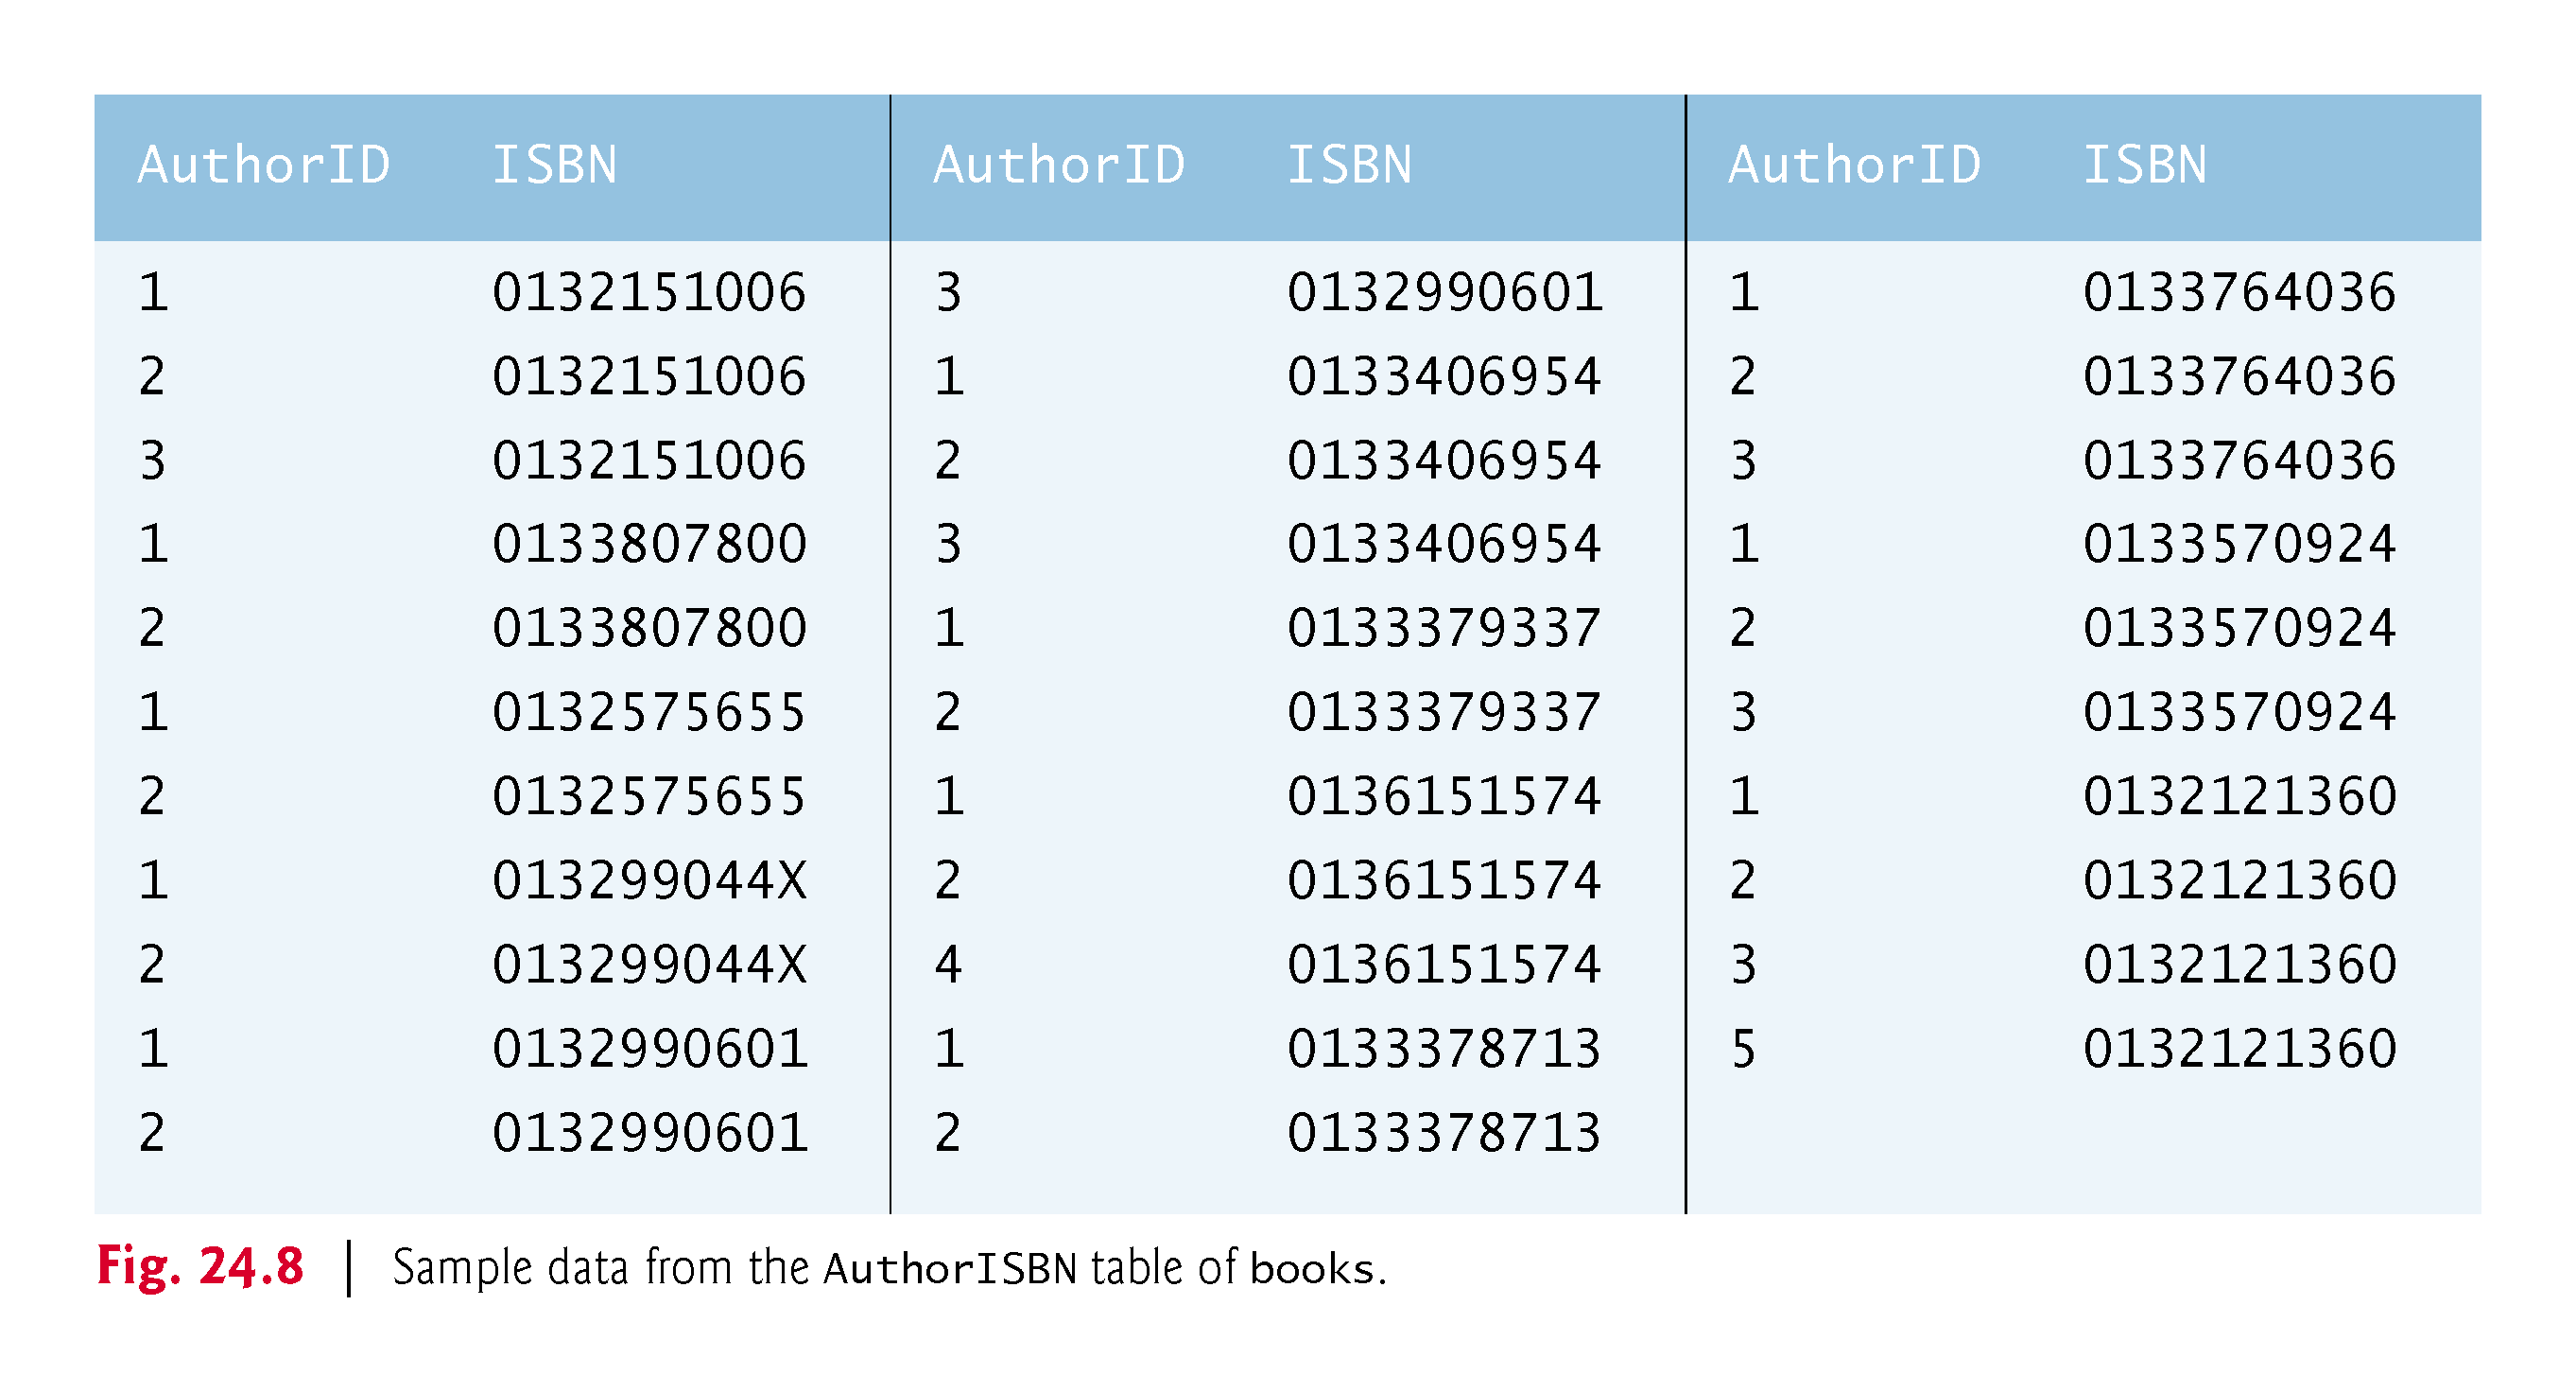 AuthorID ISBN AuthorID ISBN AuthorID ISBN
1 0132151006 3 0132990601 1 0133764036
2 0132151006 1 0133406954 2 0133764036
3 0132151006 2 0133406954 3 0133764036
1 0133807800 3 0133406954 1 0133570924
2 0133807800 1 0133379337 2 0133570924
1 0132575655 2 0133379337 3 0133570924
2 0132575655 1 0136151574 1 0132121360
1 013299044X 2 0136151574 2 0132121360
2 013299044X 4 0136151574 3 0132121360
1 0132990601 1 0133378713 5 0132121360
2 0132990601 2 0133378713
Fig. 24.8 | Sample data from the AuthorISBN table of books.